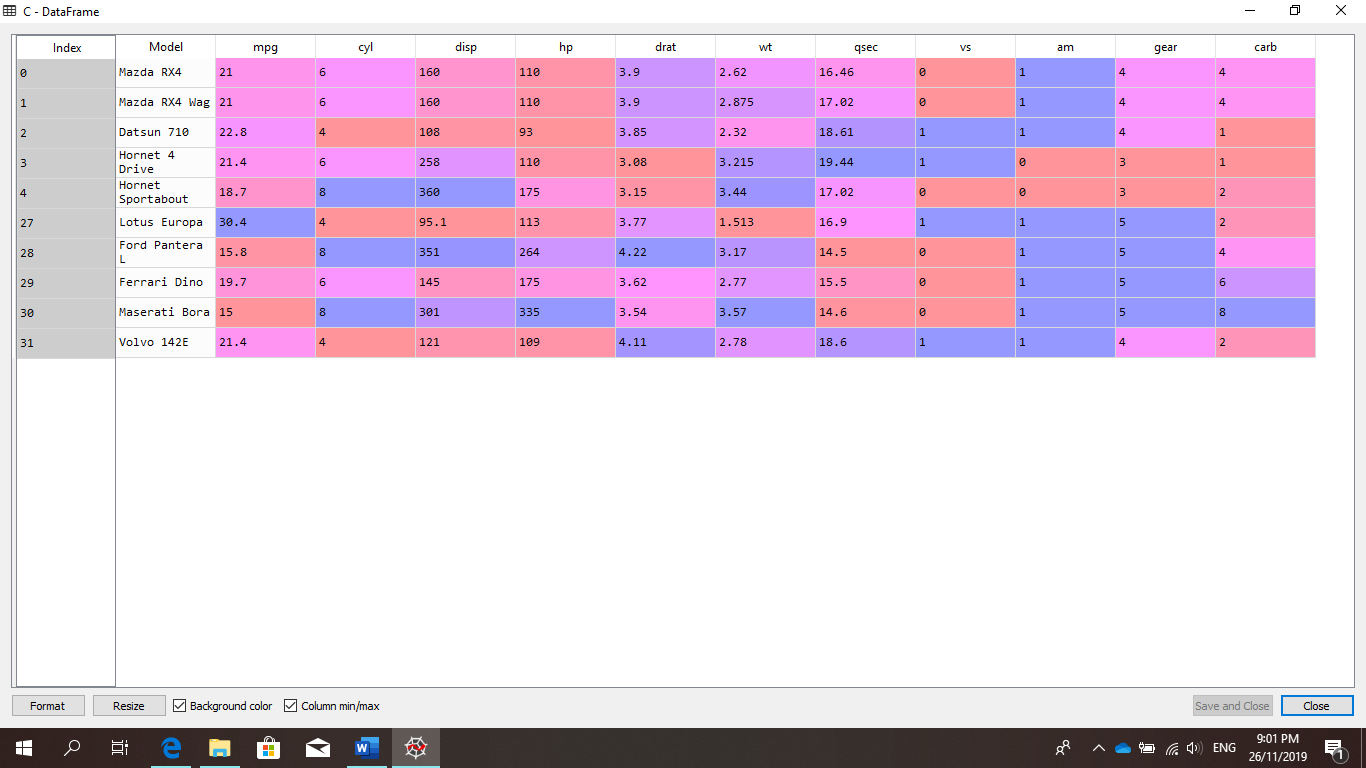 C - DataFrame
Index Model mpg cyl disp hp drat wt qsec vs am gear carb
0 Mazda RX4 21 6 160 110 3.9 2.62 16.46 0 1 4 4
1 Mazda RX4 Wag 21 6 160 110 3.9 2.875 17.02 0 1 4 4
2 Datsun 710 22.8 4 108 93 3.85 2.32 18.61 1 1 4 1
3 Hornet 4 Drive 21.4 6 258 110 3.08 3.215 19.44 1 0 3 1
4 Hornet Sportabout 18.7 8 360 175 3.15 3.44 17.02 0 0 3 2
27 Lotus Europa 30.4 4 95.1 113 3.77 1.513 16.9 1 1 5 2
28 Ford Pantera L 15.8 8 351 264 4.22 3.17 14.5 0 1 5 4
29 Ferrari Dino 19.7 6 145 175 3.62 2.77 15.5 0 1 5 6
30 Maserati Bora 15 8 301 335 3.54 3.57 14.6 0 1 5 8
31 Volvo 142E 21.4 4 121 109 4.11 2.78 18.6 1 1 4 2
Format Resize Background color Column min/max Save and Close Close
ENG 9:01 PM
26/11/2019 1